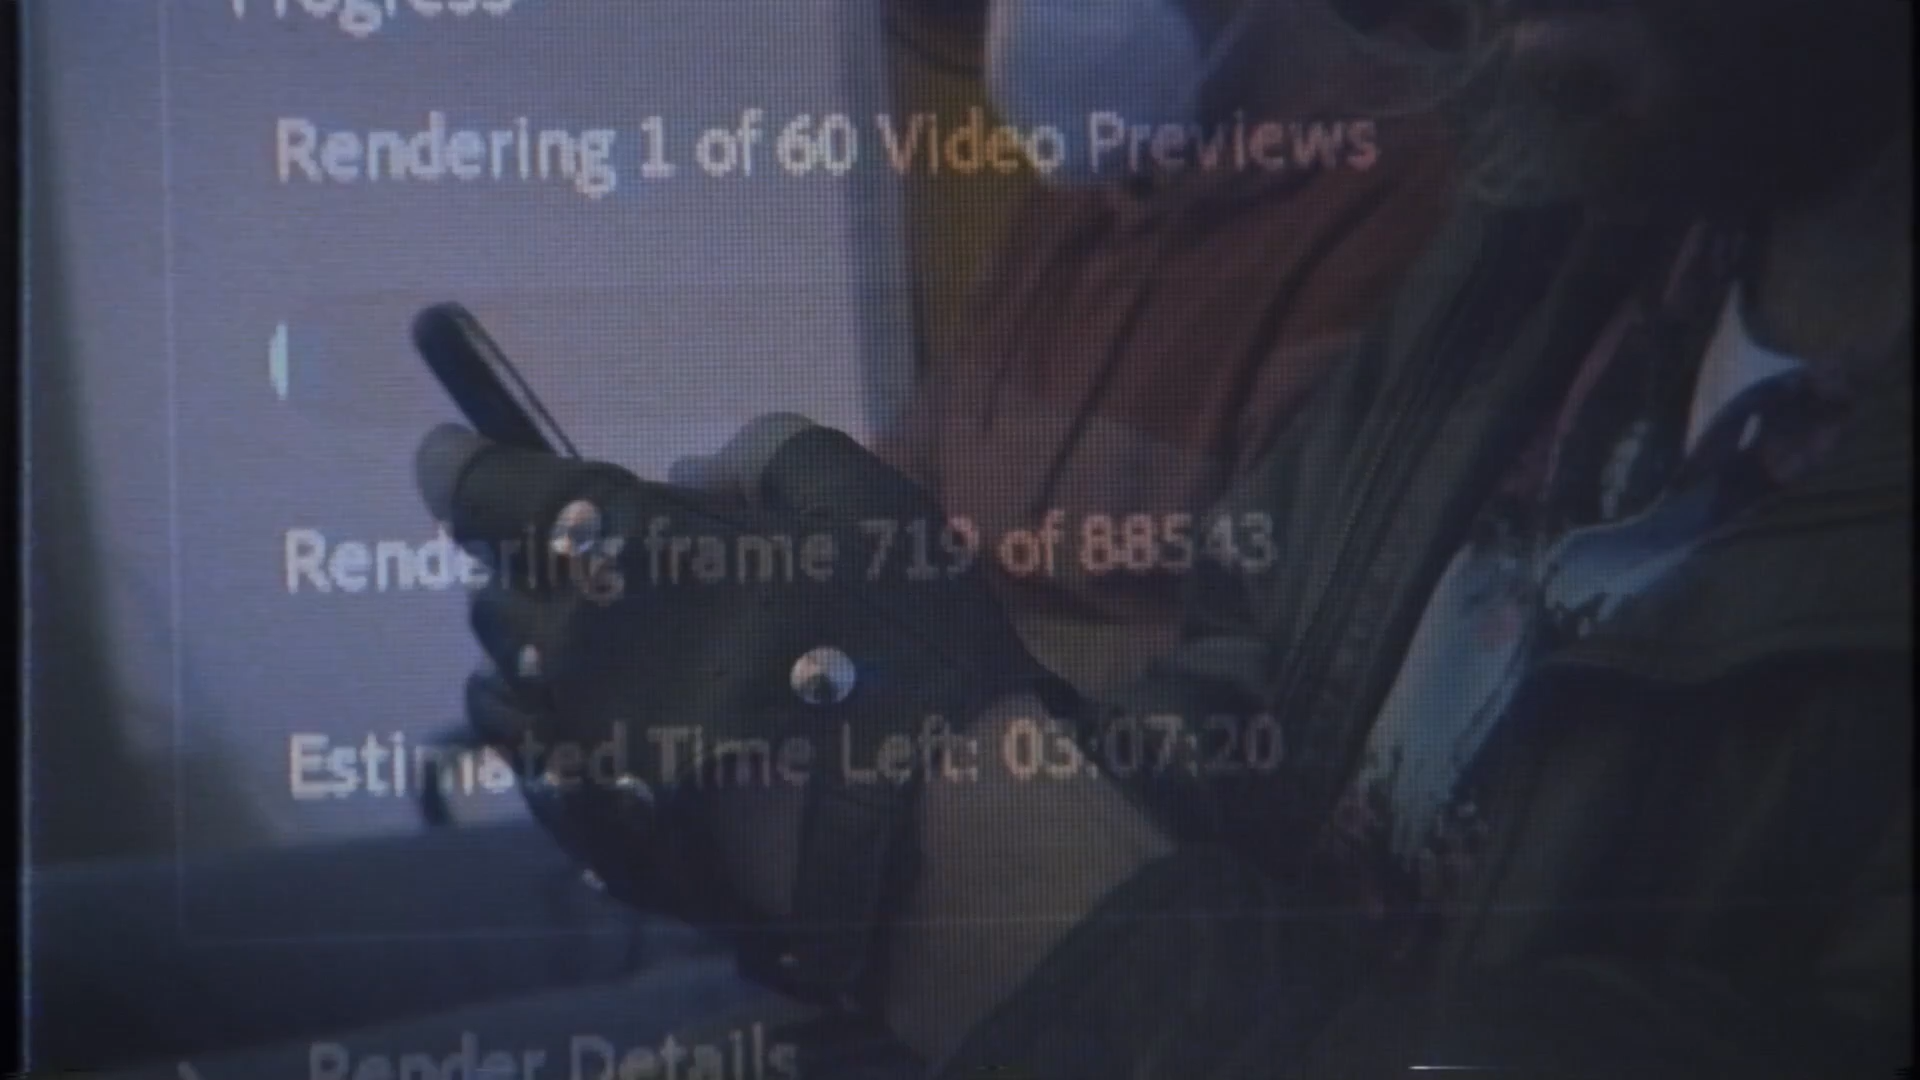 Progress
Rendering 1 of 60 Video Previews
Rendering frame 719 of 88543
Estimated Time Left: 03:07:20
Render Details